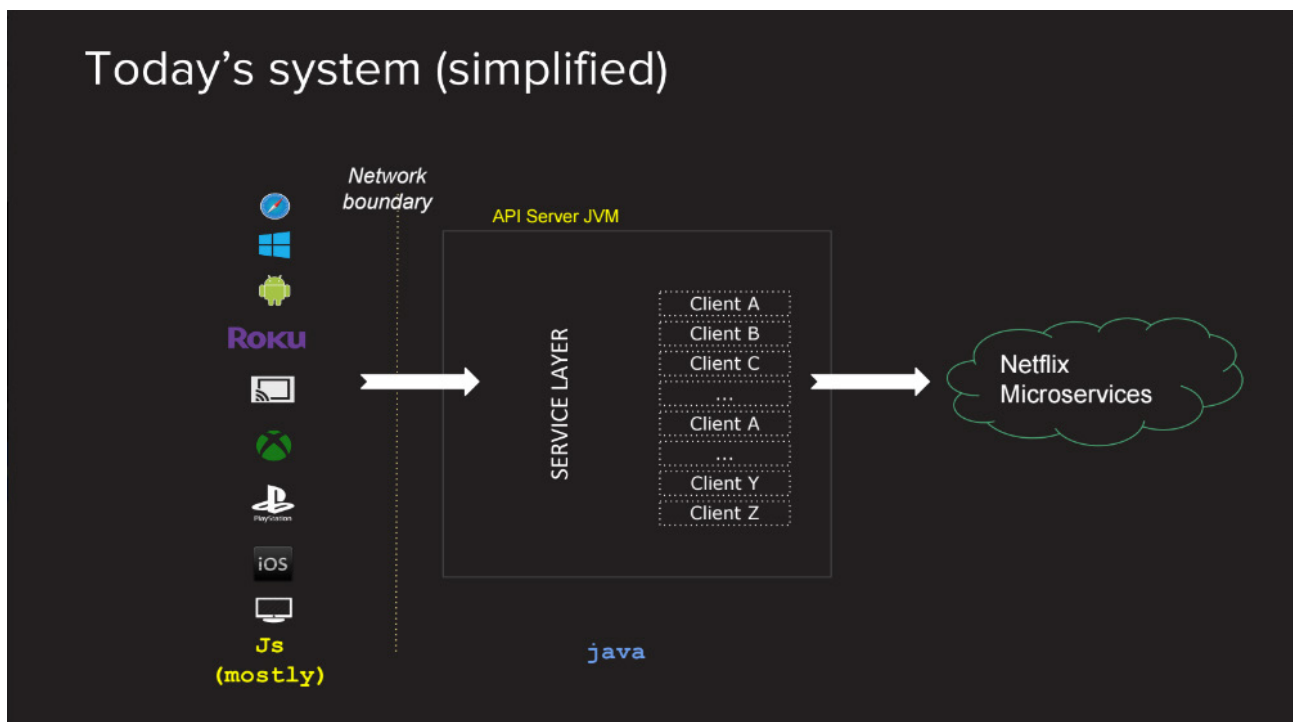 Today's system (simplified)
Network
boundary
API Server JVM
ROKU
PlayStation
iOS
Js
(mostly)
SERVICE LAYER
Client A
Client B
Client C
...
Client A
...
Client Y
Client Z
java
Netflix
Microservices